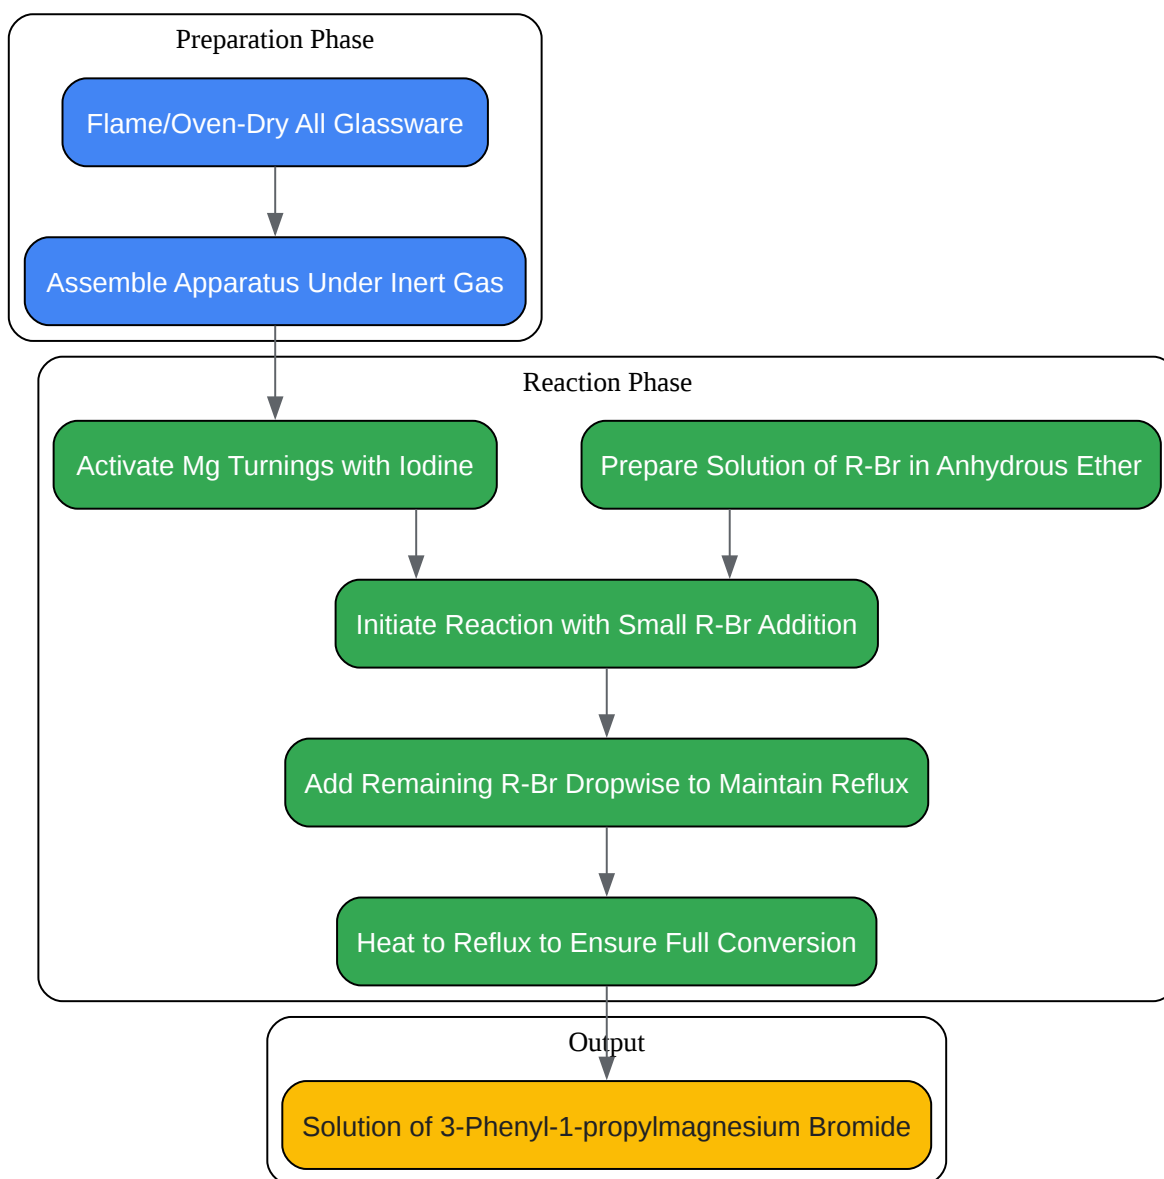 Preparation Phase
Flame/Oven-Dry All Glassware
Assemble Apparatus Under Inert Gas
Reaction Phase
Activate Mg Turnings with Iodine
Prepare Solution of R-Br in Anhydrous Ether
Initiate Reaction with Small R-Br Addition
Add Remaining R-Br Dropwise to Maintain Reflux
Heat to Reflux to Ensure Full Conversion
Output
Solution of 3-Phenyl-1-propylmagnesium Bromide